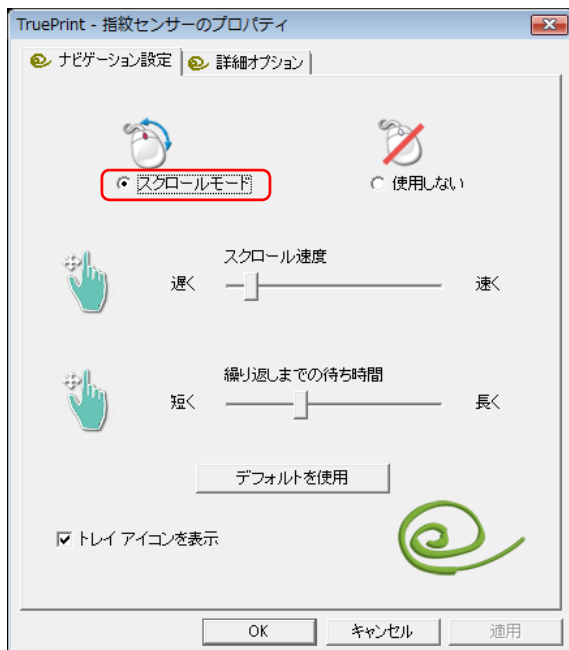 TruePrint - 指紋センサーのプロパティ
ナビゲーション設定 詳細オプション
スクロールモード 使用しない
スクロール速度
遅く 速く
繰り返しまでの待ち時間
短く 長く
デフォルトを使用
トレイ アイコンを表示
OK キャンセル 適用